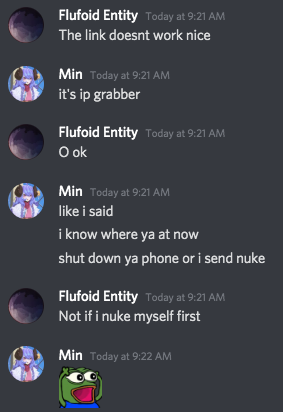 Flufoid Entity Today at 9:21 AM
The link doesnt work nice
Min Today at 9:21 AM
it's ip grabber
Flufoid Entity Today at 9:21 AM
O ok
Min Today at 9:21 AM
like i said
i know where ya at now
shut down ya phone or i send nuke
Flufoid Entity Today at 9:21 AM
Not if i nuke myself first
Min Today at 9:22 AM